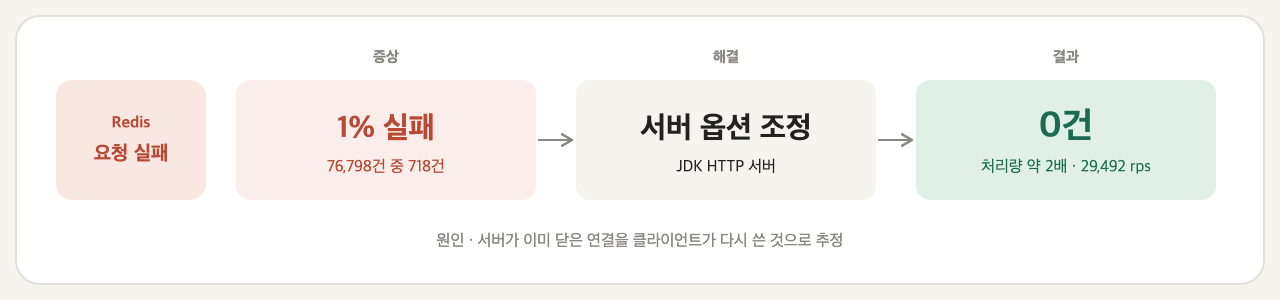 증상
해결
결과
Redis
요청 실패
1% 실패
76,798건 중 718건
서버 옵션 조정
JDK HTTP 서버
0건
처리량 약 2배 · 29,492 rps
원인 · 서버가 이미 닫은 연결을 클라이언트가 다시 쓴 것으로 추정